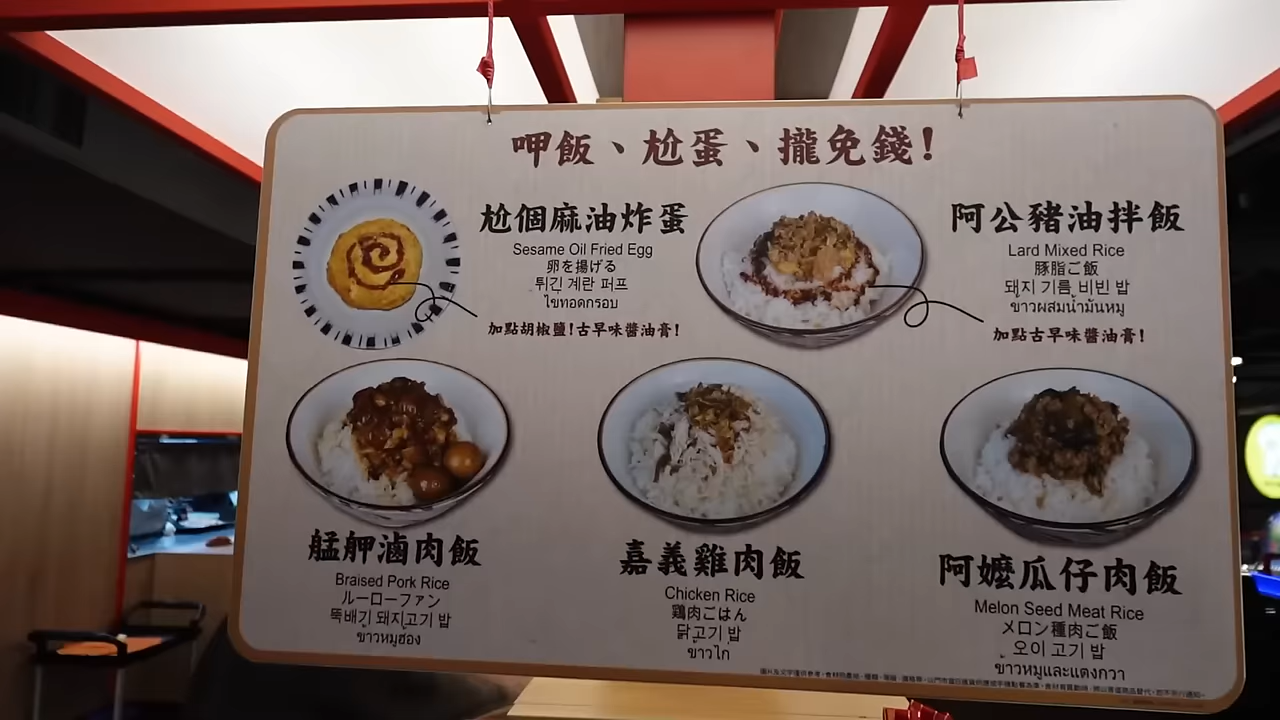 呷飯、尬蛋、攏免錢!
尬個麻油炸蛋
Sesame Oil Fried Egg
卵を揚げる
튀긴 계란 퍼프
ไข่ทอดกรอบ
加點胡椒鹽!古早味醬油膏!
阿公豬油拌飯
Lard Mixed Rice
豚脂ご飯
돼지 기름 비빈 밥
ข้าวผสมน้ำมันหมู
加點古早味醬油膏!
艋舺滷肉飯
Braised Pork Rice
ルーローファン
뚝배기 돼지고기 밥
ข้าวหมูฮ่อง
嘉義雞肉飯
Chicken Rice
鶏肉ごはん
닭고기 밥
ข้าวไก่
阿嬤瓜仔肉飯
Melon Seed Meat Rice
メロン種肉ご飯
오이 고기 밥
ข้าวหมูและแตงกวา